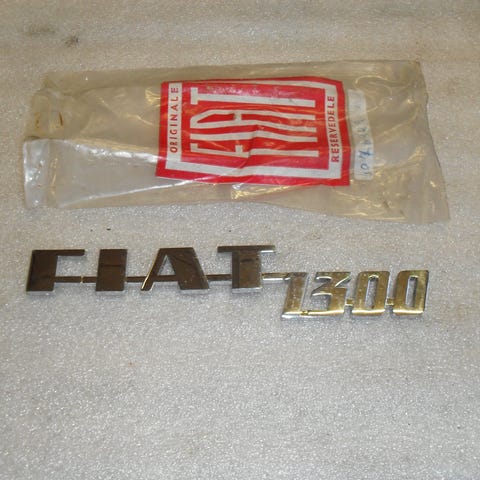 ORIGINALE
FIAT
RESERVEDELE
FIAT 1300